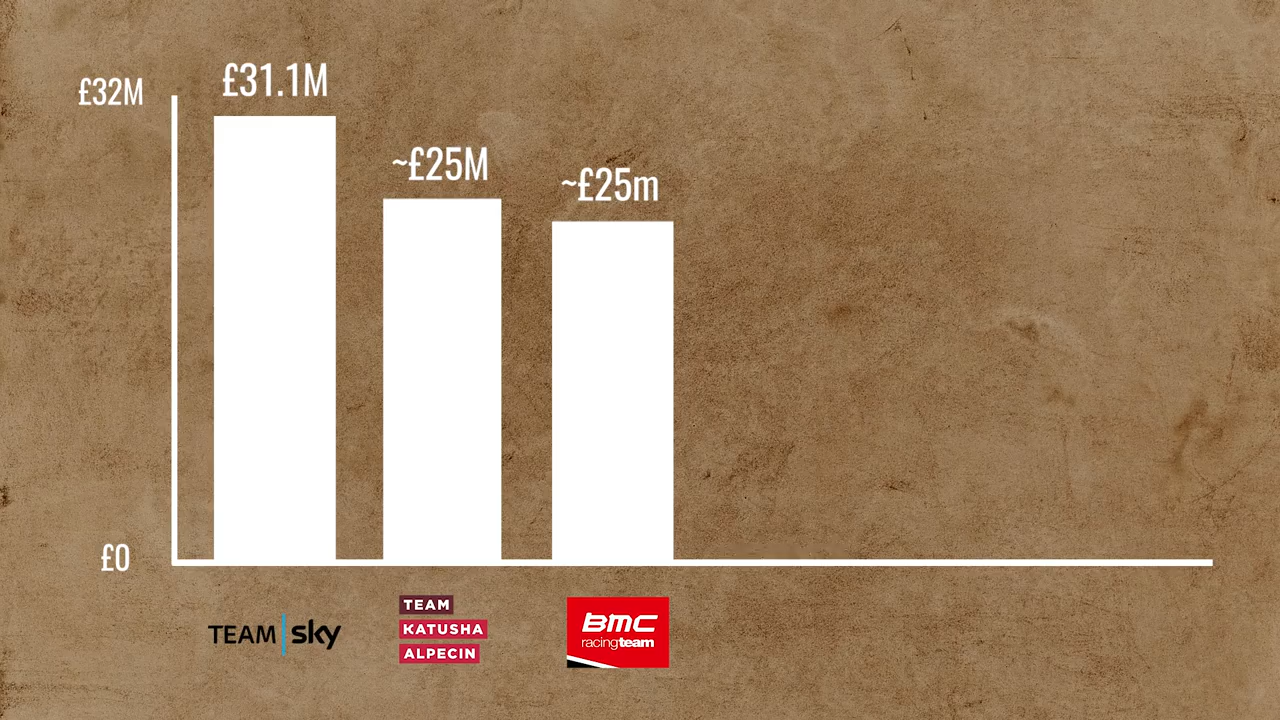 £32M
£31.1M
~£25M
~£25m
£0
TEAM sky
TEAM
KATUSHA
ALPECIN
BMC
racingteam